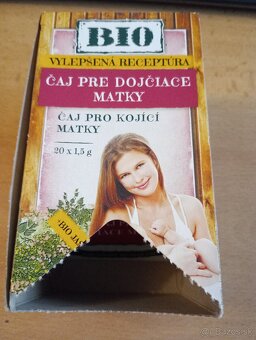 BIO
VYLEPŠENÁ RECEPTÚRA
ČAJ PRE DOJČIACE
MATKY
ČAJ PRO KOJÍCÍ
MATKY
20 x 1,5 g